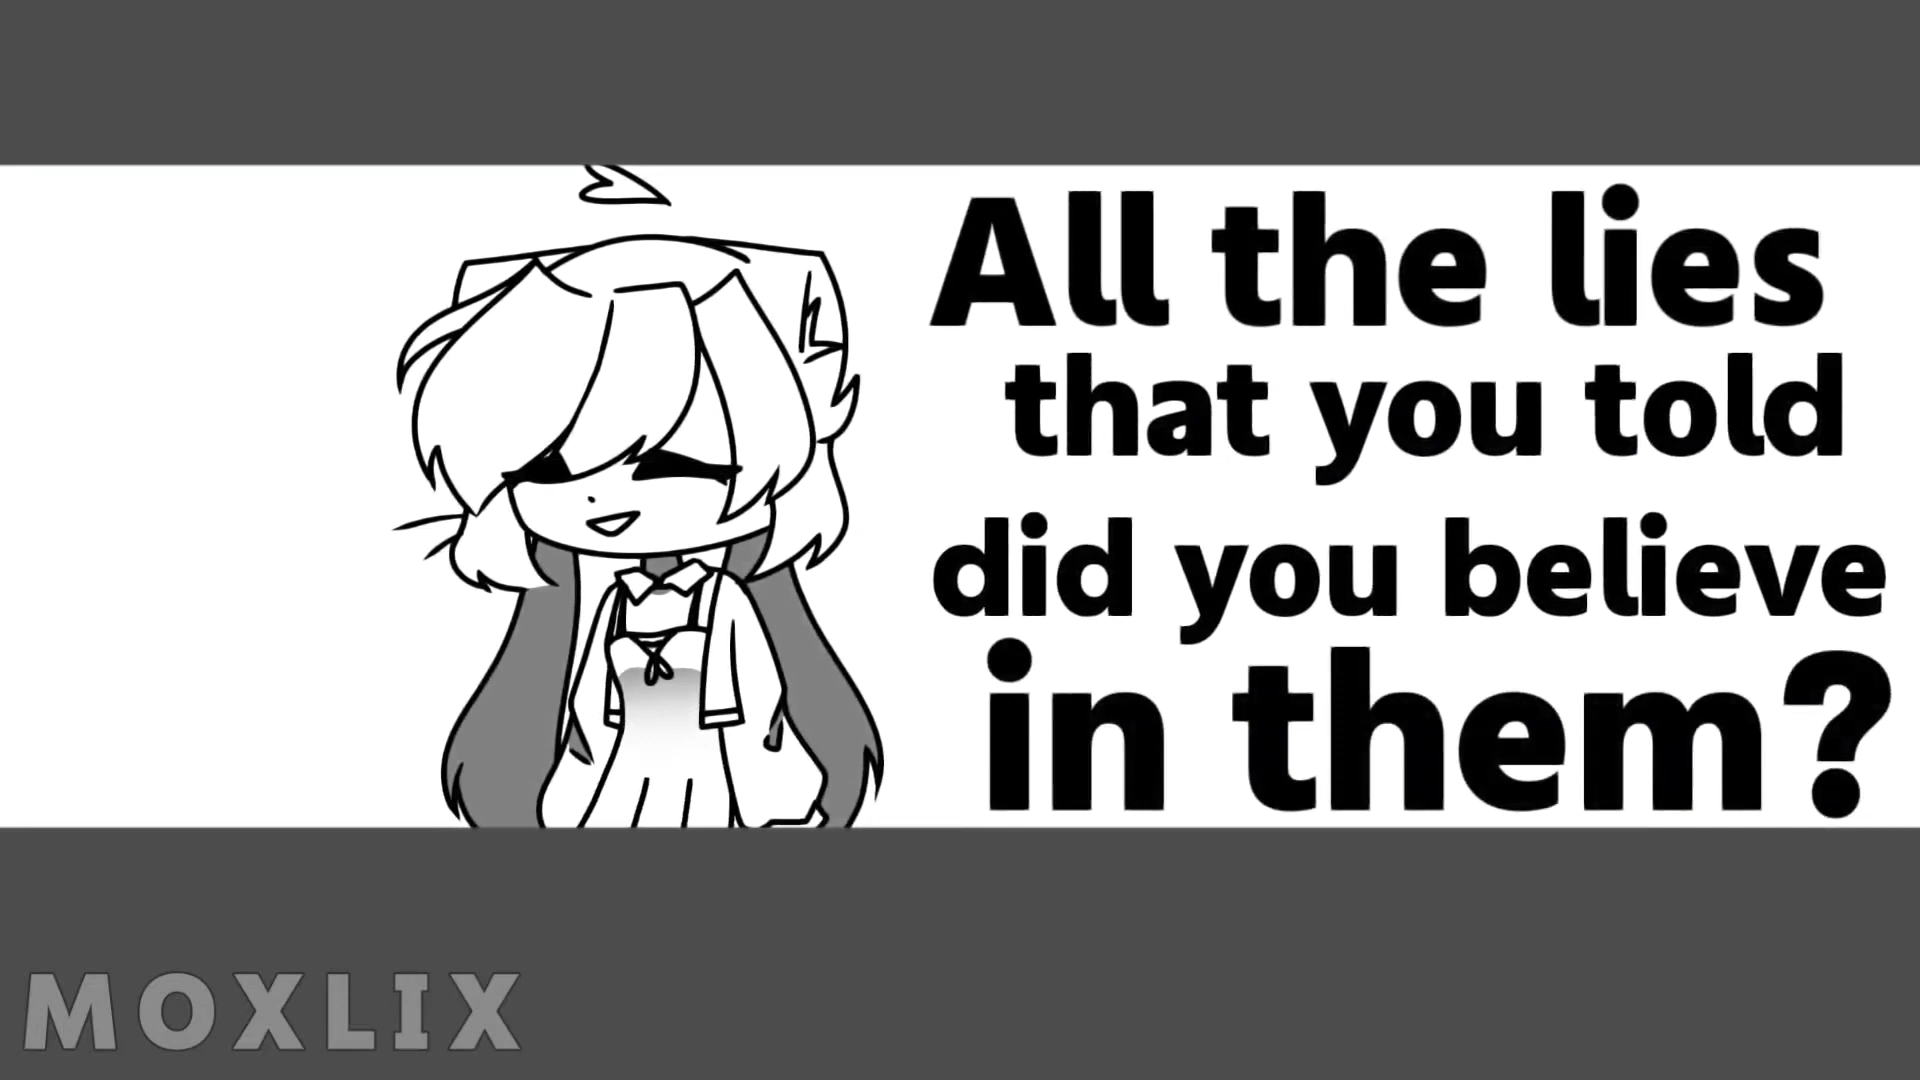 All the lies
that you told
did you believe
in them?
MOXLIX